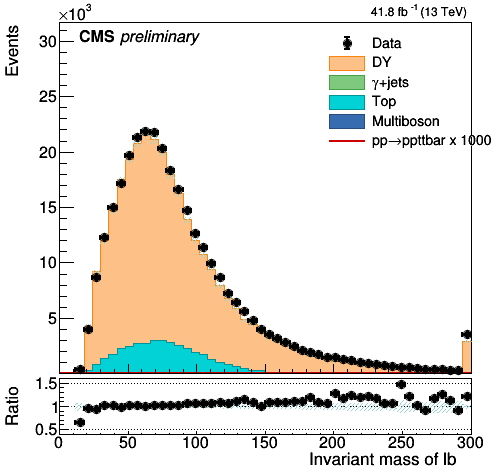 ×10³
41.8 fb⁻¹ (13 TeV)
Events
CMS preliminary
Data
DY
γ+jets
Top
Multiboson
pp→ppttbar x 1000
30
25
20
15
10
5
0
Ratio
1.5
1
0.5
0 50 100 150 200 250 300
Invariant mass of lb